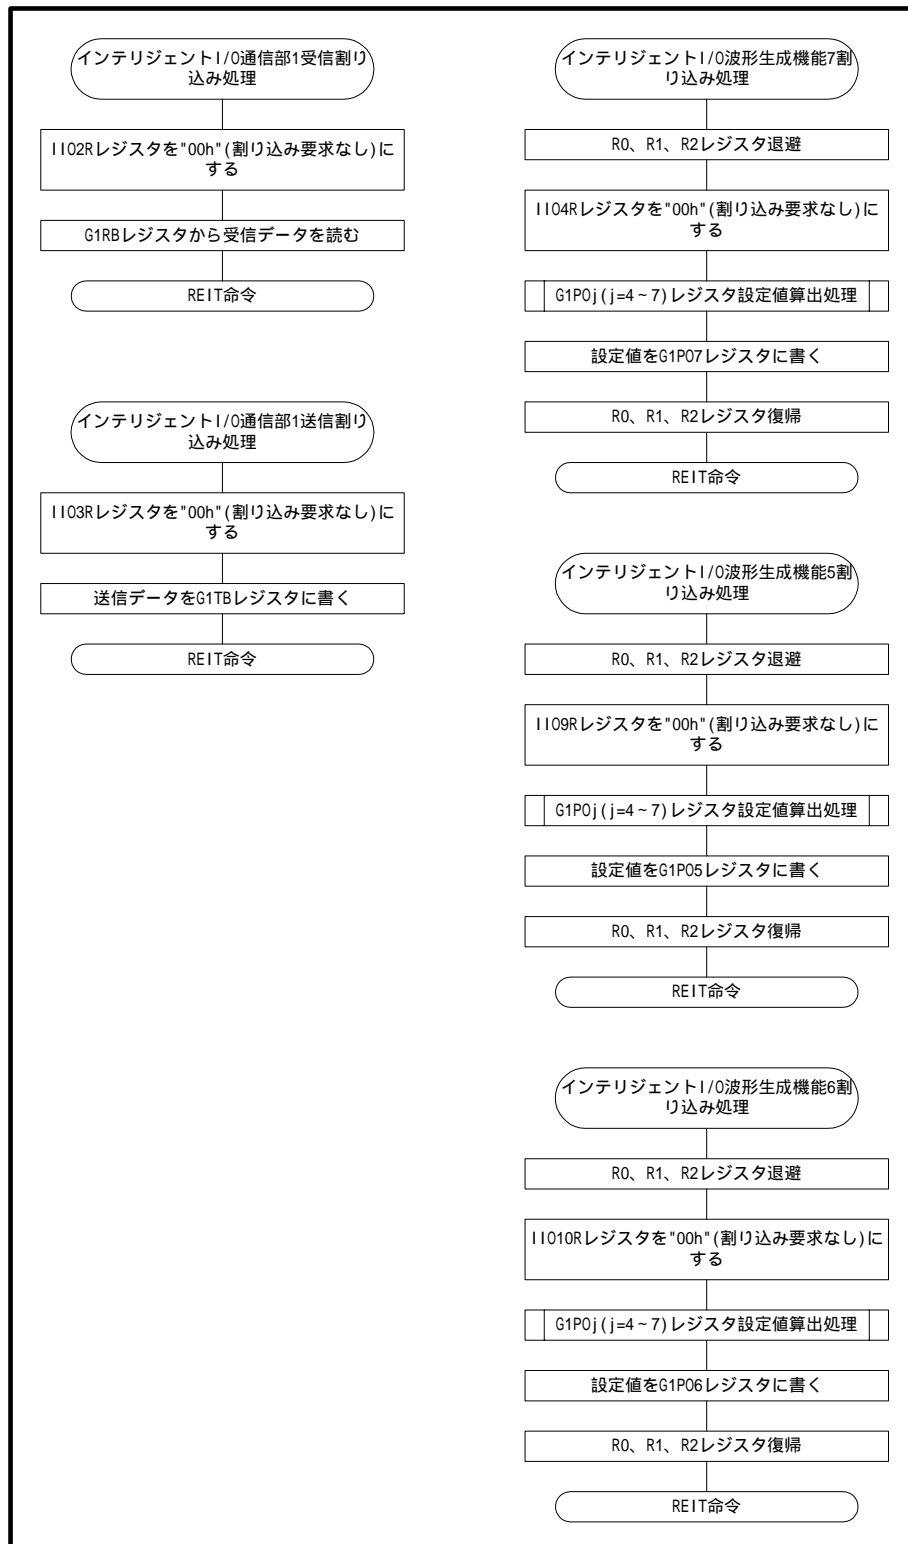 インテリジェントI/O通信部1受信割り
込み処理
IIO2Rレジスタを"00h"(割り込み要求なし)に
する
G1RBレジスタから受信データを読む
REIT命令
インテリジェントI/O通信部1送信割り
込み処理
IIO3Rレジスタを"00h"(割り込み要求なし)に
する
送信データをG1TBレジスタに書く
REIT命令
インテリジェントI/O波形生成機能7割
り込み処理
R0、R1、R2レジスタ退避
IIO4Rレジスタを"00h"(割り込み要求なし)に
する
G1POj(j=4~7)レジスタ設定値算出処理
設定値をG1PO7レジスタに書く
R0、R1、R2レジスタ復帰
REIT命令
インテリジェントI/O波形生成機能5割
り込み処理
R0、R1、R2レジスタ退避
IIO9Rレジスタを"00h"(割り込み要求なし)に
する
G1POj(j=4~7)レジスタ設定値算出処理
設定値をG1PO5レジスタに書く
R0、R1、R2レジスタ復帰
REIT命令
インテリジェントI/O波形生成機能6割
り込み処理
R0、R1、R2レジスタ退避
IIO10Rレジスタを"00h"(割り込み要求なし)に
する
G1POj(j=4~7)レジスタ設定値算出処理
設定値をG1PO6レジスタに書く
R0、R1、R2レジスタ復帰
REIT命令